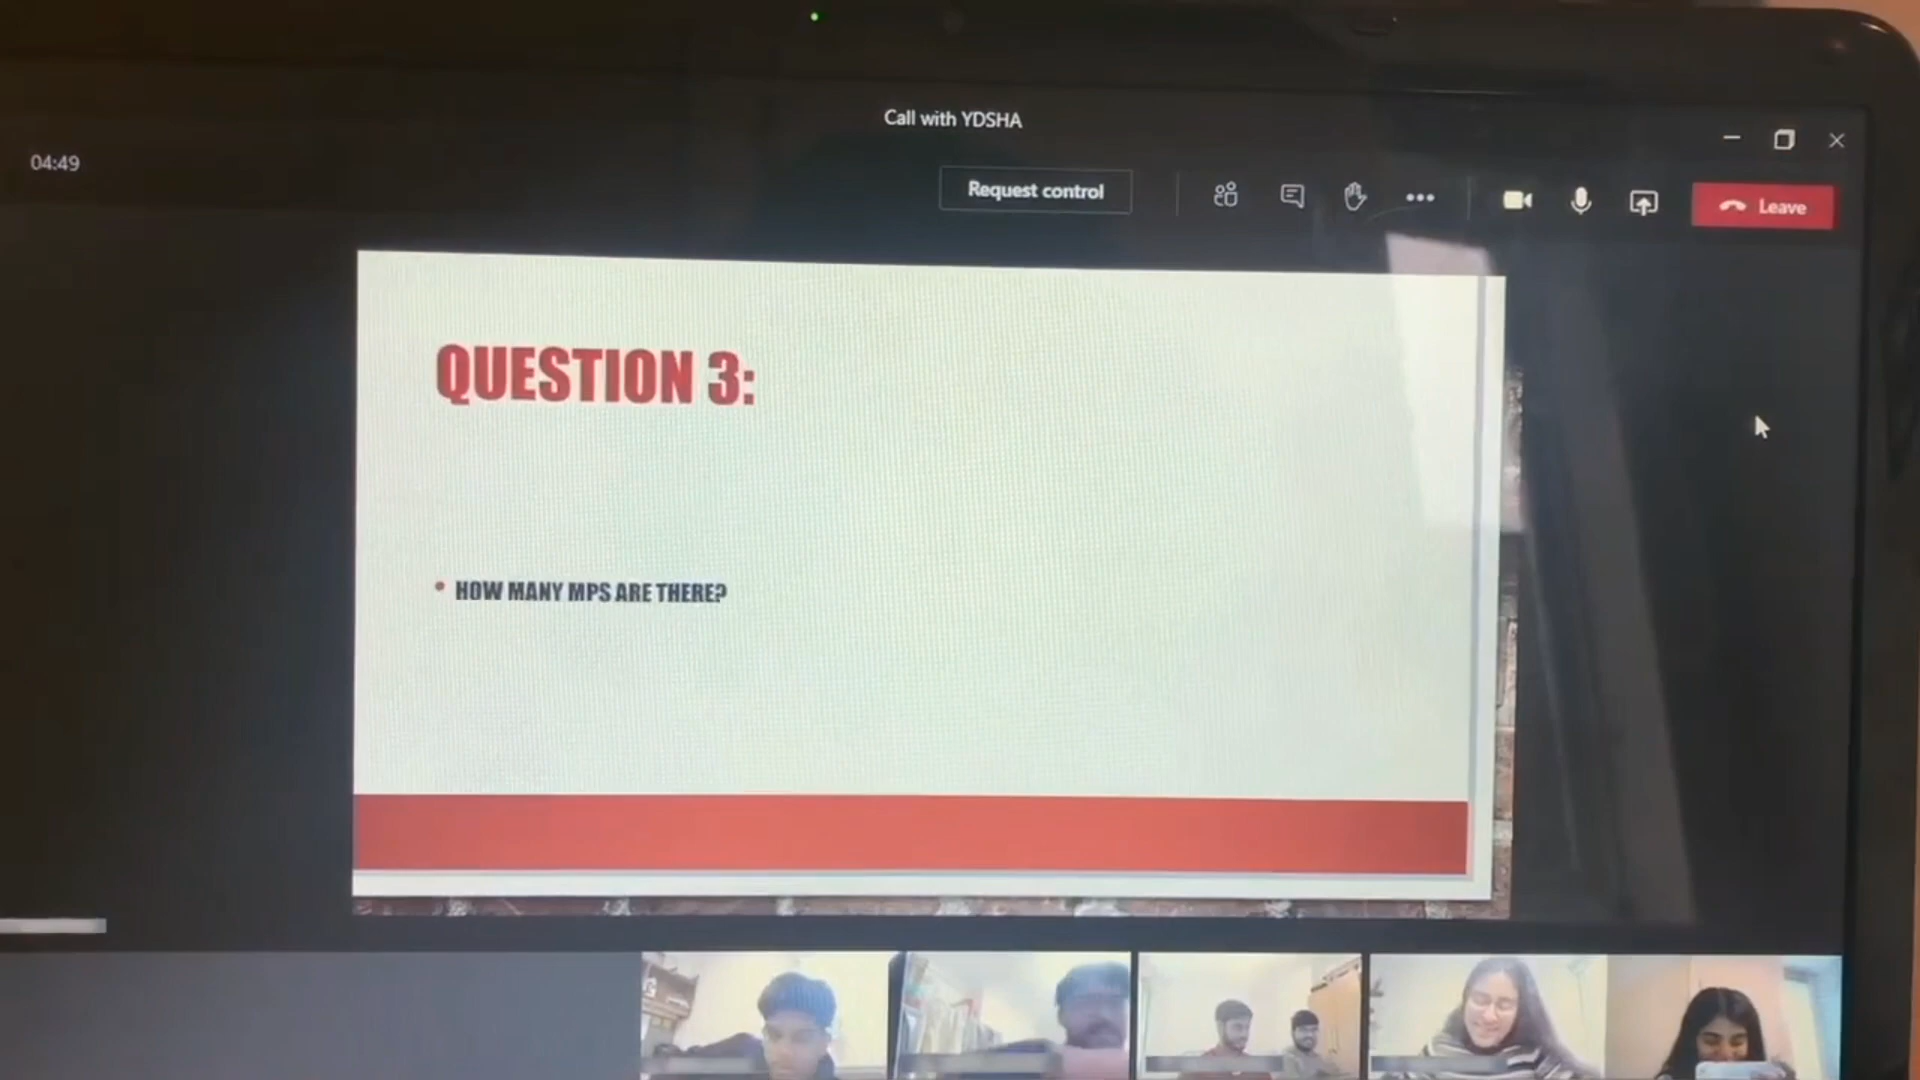 Call with YDSHA
04:49
Request control
Leave
QUESTION 3:
• HOW MANY MPS ARE THERE?